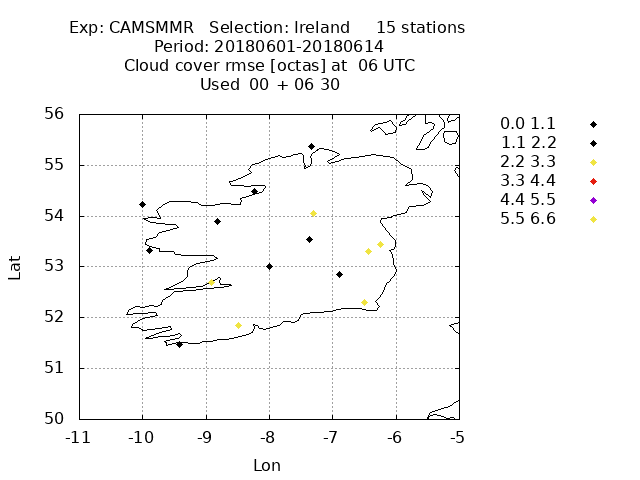 Exp: CAMSMMR   Selection: Ireland     15 stations
Period: 20180601-20180614
Cloud cover rmse [octas] at  06 UTC
Used  00 + 06 30
56
55
54
53
52
51
50
Lat
-11 -10 -9 -8 -7 -6 -5
Lon
0.0 1.1
1.1 2.2
2.2 3.3
3.3 4.4
4.4 5.5
5.5 6.6